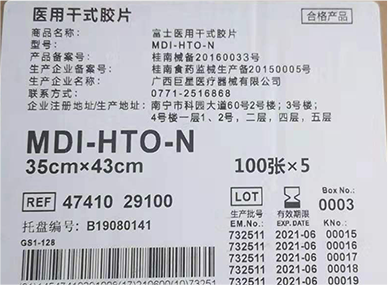 医用干式胶片
合格产品
商品名称： 富士医用干式胶片
型号： MDI-HTO-N
产品备案号： 桂南械备20160033号
生产企业备案号： 桂南食药监械生产备20150005号
生产企业名称： 广西巨星医疗器械有限公司
联系方式： 0771-2516868
住所/注册地址/生产地址： 南宁市科园大道60号2号楼；3号楼；
4号楼一层1、2号，二层，四层，五层
MDI-HTO-N
35cm×43cm
100张×5
REF 47410 29100
LOT
Box No.
0003
生产批号 有效期限
托盘编号： B19080141
EM.No.: EXP.DATE KNo.:
GS1-128
732511 2021-06 00015
732511 2021-06 00016
732511 2021-06 00017
732511 2021-06 00018
732511 2021-06 00019